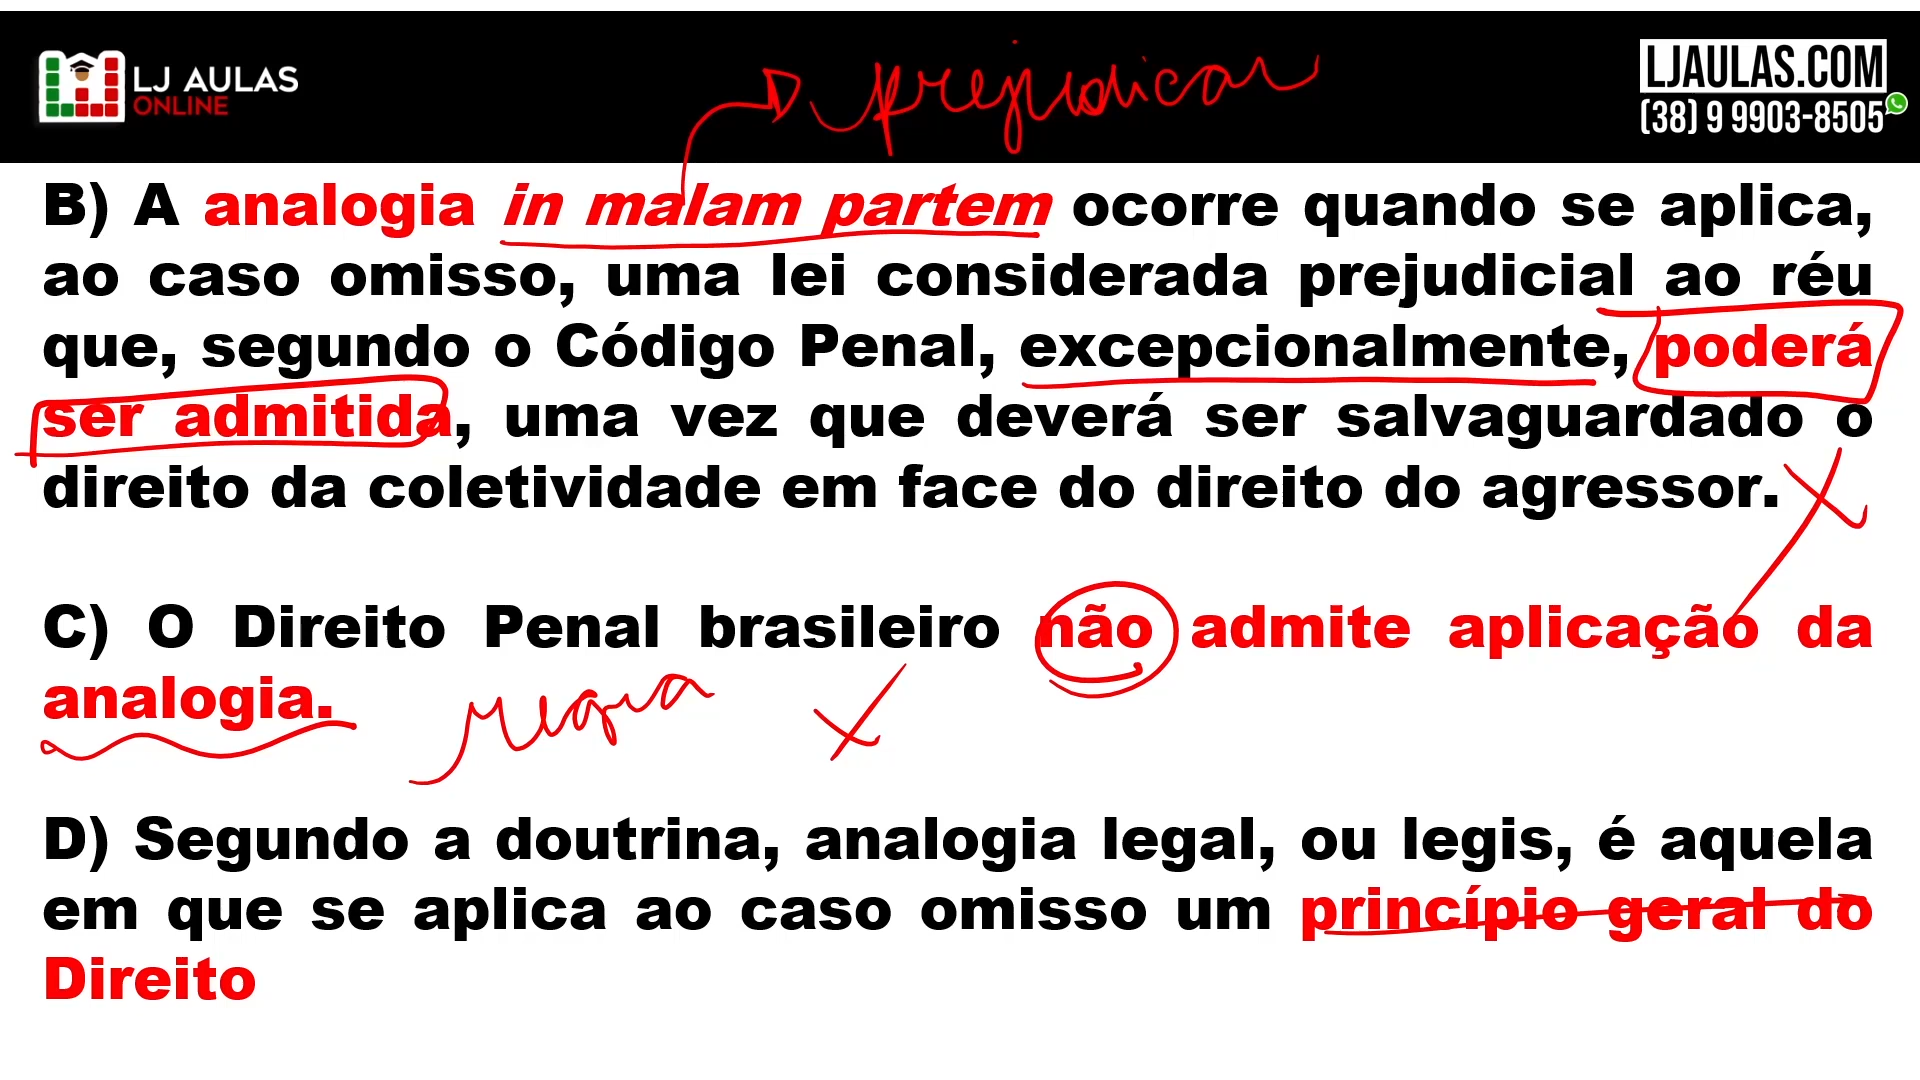 LJ AULAS
ONLINE
prejudicar
LJAULAS.COM
(38) 9 9903-8505
B) A analogia in malam partem ocorre quando se aplica,
ao caso omisso, uma lei considerada prejudicial ao réu
que, segundo o Código Penal, excepcionalmente, poderá
ser admitida, uma vez que deverá ser salvaguardado o
direito da coletividade em face do direito do agressor.
C) O Direito Penal brasileiro não admite aplicação da
analogia.
regra
D) Segundo a doutrina, analogia legal, ou legis, é aquela
em que se aplica ao caso omisso um princípio geral do
Direito